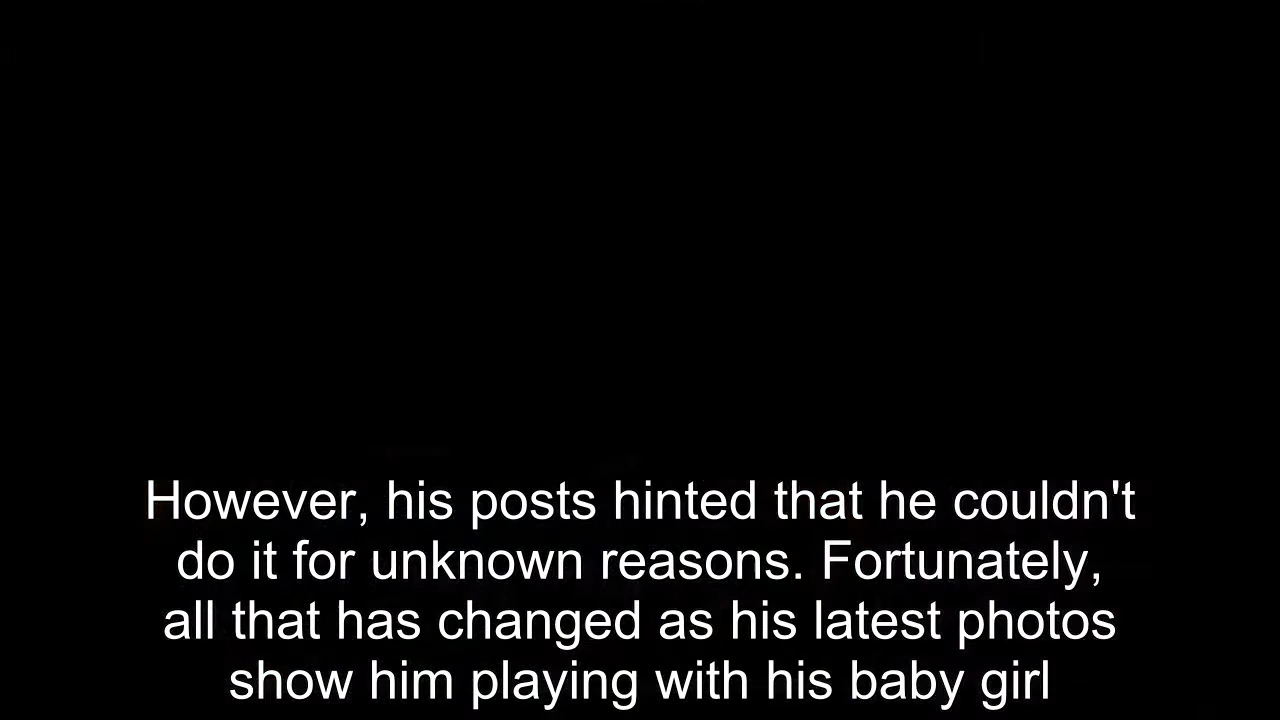 However, his posts hinted that he couldn't
do it for unknown reasons. Fortunately,
all that has changed as his latest photos
show him playing with his baby girl